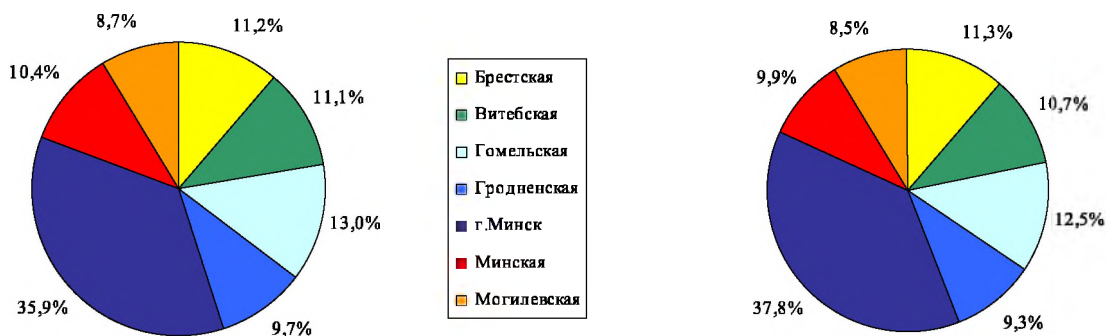 8,7%
11,2%
10,4%
11,1%
13,0%
35,9%
9,7%
Брестская
Витебская
Гомельская
Гродненская
г.Минск
Минская
Могилевская
8,5%
11,3%
9,9%
10,7%
12,5%
37,8%
9,3%